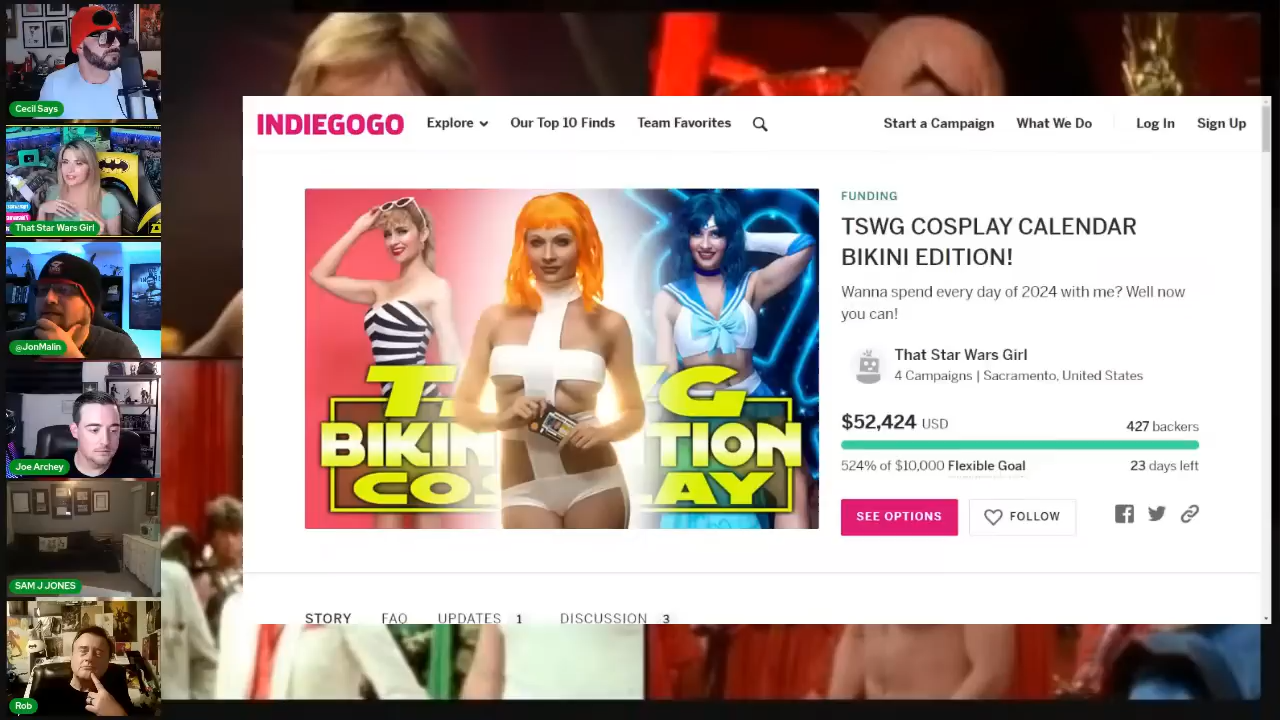 Cecil Says
That Star Wars Girl
@JonMalin
Joe Archey
SAM J JONES
Rob
INDIEGOGO
Explore
Our Top 10 Finds
Team Favorites
Start a Campaign
What We Do
Log In
Sign Up
BIKIN TION
COS LAY
FUNDING
TSWG COSPLAY CALENDAR
BIKINI EDITION!
Wanna spend every day of 2024 with me? Well now
you can!
That Star Wars Girl
4 Campaigns | Sacramento, United States
$52,424 USD
427 backers
524% of $10,000 Flexible Goal
23 days left
SEE OPTIONS
FOLLOW
STORY
FAQ
UPDATES 1
DISCUSSION 3